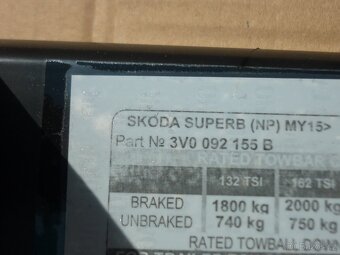 SKODA SUPERB (NP) MY15>
Part № 3V0 092 155 B
RATED TOWBAR
132 TSI 162 TSI
BRAKED 1800 kg 2000 kg
UNBRAKED 740 kg 750 kg
RATED TOWBALL DOWN